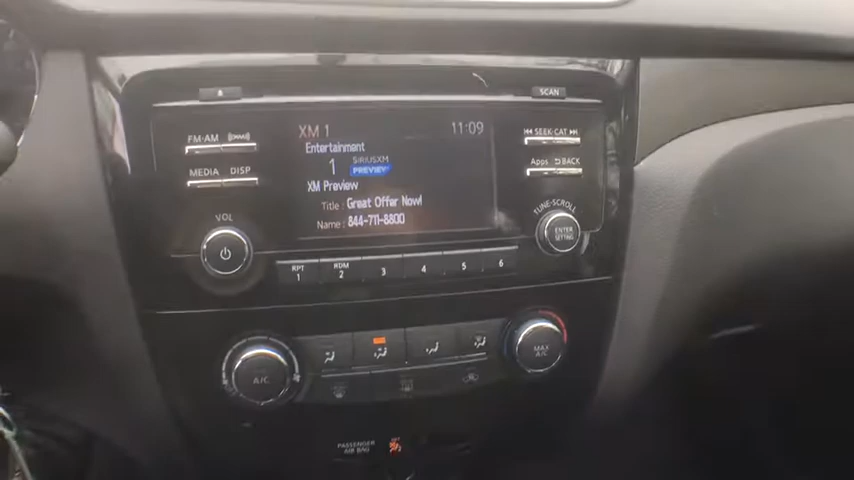 SCAN
FM·AM
XM 1
11:09
SEEK·CAT
Entertainment
1
SIRIUSXM
PREVIEW
MEDIA
DISP
Apps
BACK
XM Preview
Title : Great Offer Now!
Name : 844-711-8800
VOL
TUNE·SCROLL
ENTER
SETTING
RPT
1
RDM
2
3
4
5
6
A/C
MAX
A/C
PASSENGER
AIR BAG